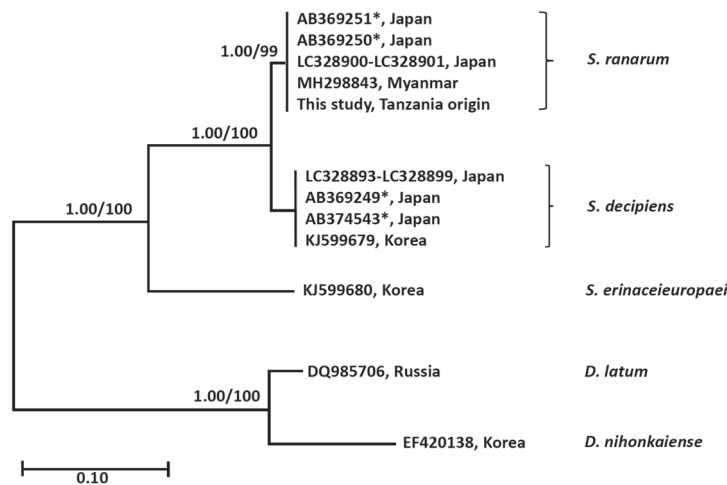 AB369251*, Japan
AB369250*, Japan
1.00/99
LC328900-LC328901, Japan
S. ranarum
MH298843, Myanmar
This study, Tanzania origin
1.00/100
LC328893-LC328899, Japan
AB369249*, Japan
S. decipiens
1.00/100
AB374543*, Japan
KJ599679, Korea
KJ599680, Korea
S. erinaceieuropaei
DQ985706, Russia
D. latum
1.00/100
EF420138, Korea
D. nihonkaiense
0.10